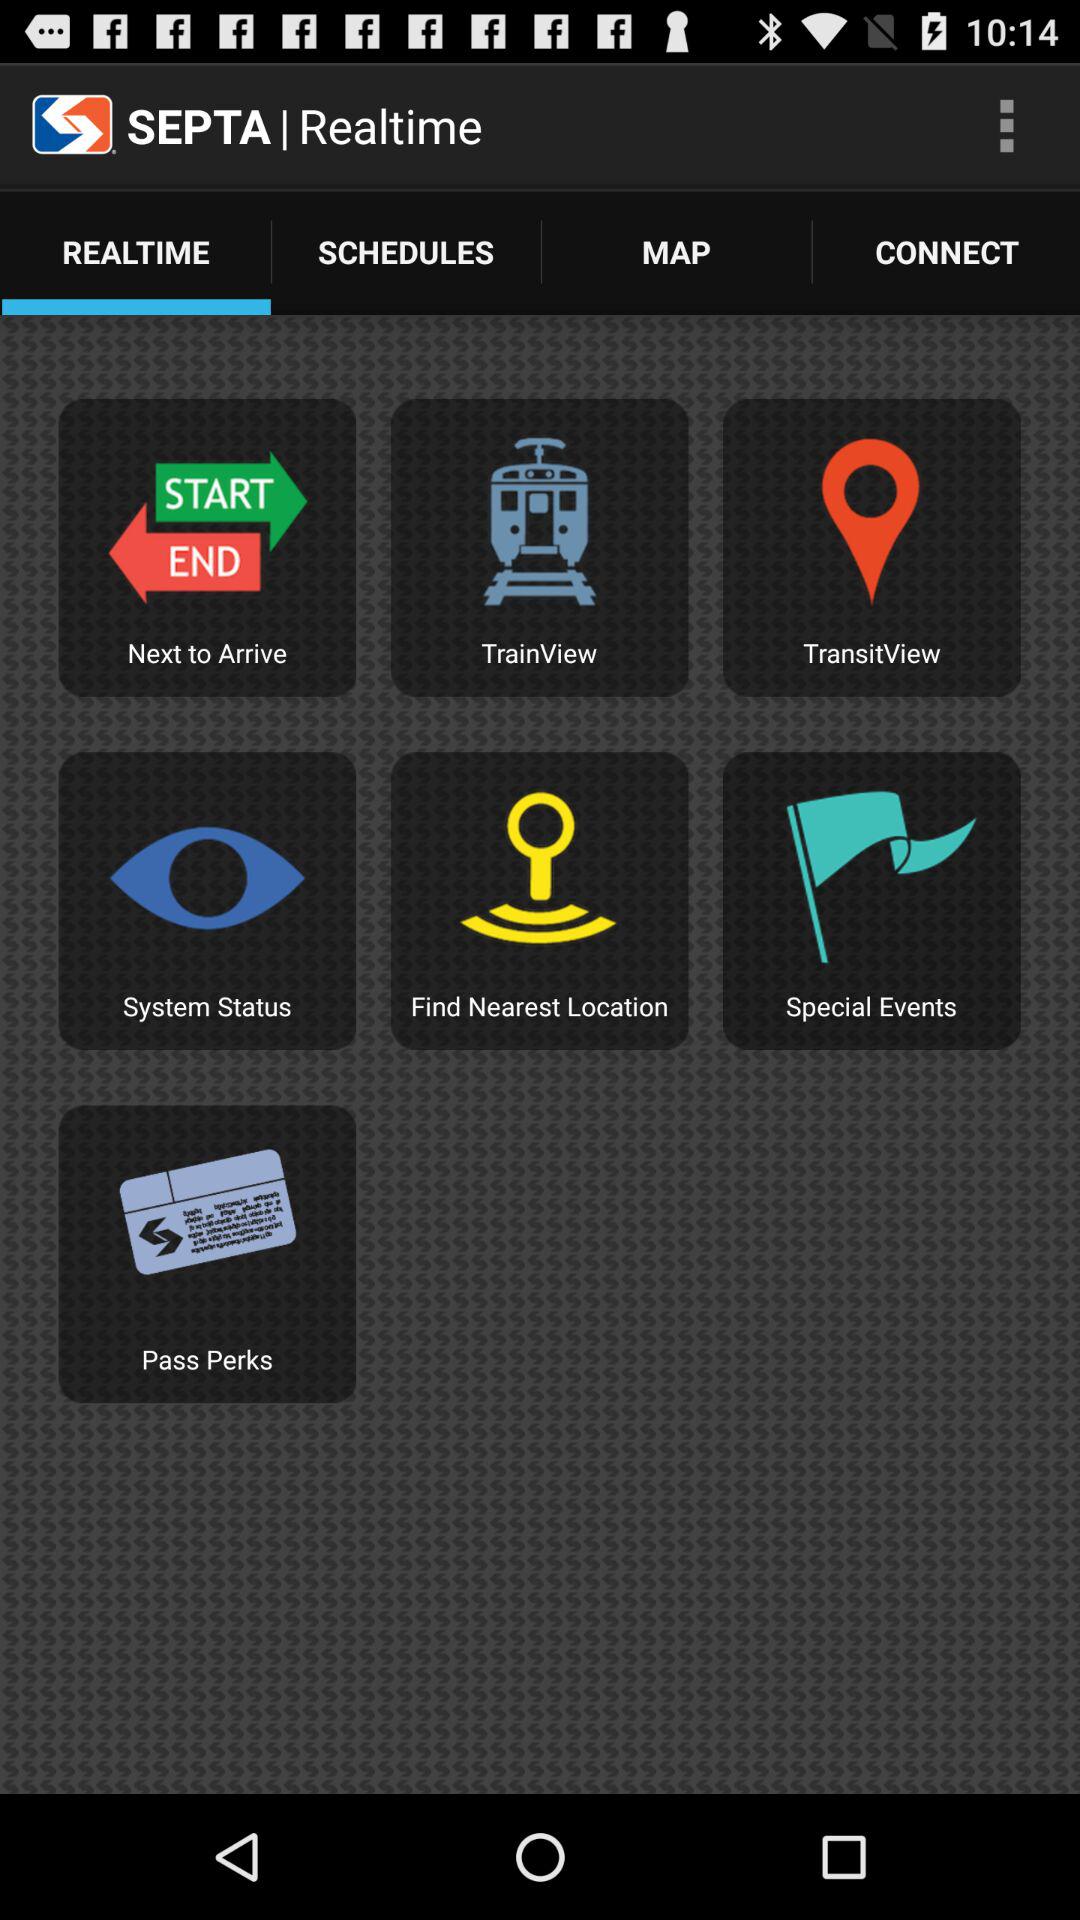 10:14
SEPTA | Realtime
REALTIME
SCHEDULES
MAP
CONNECT
START
END
Next to Arrive
TrainView
TransitView
System Status
Find Nearest Location
Special Events
Pass Perks